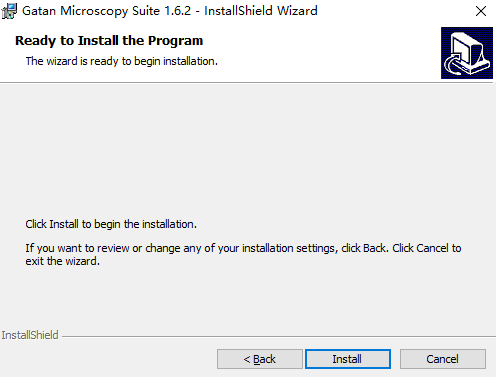 Gatan Microscopy Suite 1.6.2 - InstallShield Wizard
Ready to Install the Program
The wizard is ready to begin installation.
Click Install to begin the installation.
If you want to review or change any of your installation settings, click Back. Click Cancel to
exit the wizard.
InstallShield
< Back
Install
Cancel